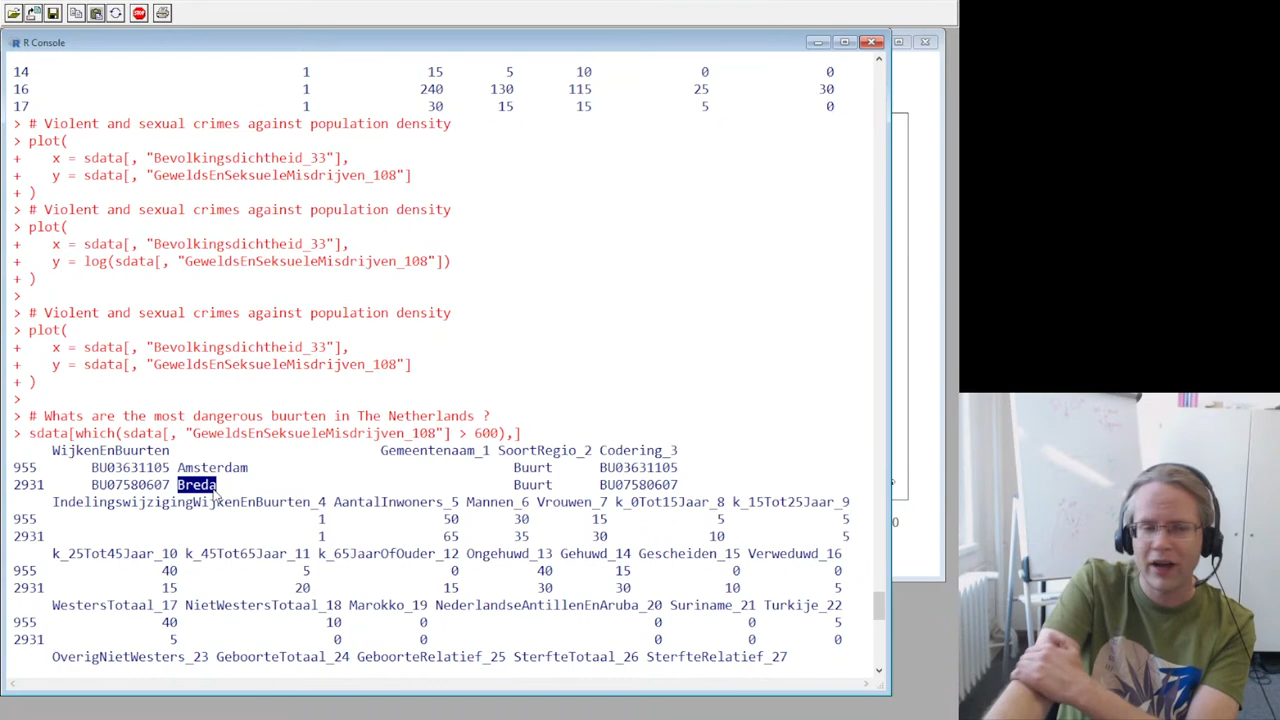 R Console
14 1 15 5 10 0 0
16 1 240 130 115 25 30
17 1 30 15 15 5 0
> # Violent and sexual crimes against population density
> plot(
+ x = sdata[, "Bevolkingsdichtheid_33"],
+ y = sdata[, "GeweldsEnSeksueleMisdrijven_108"]
+ )
> # Violent and sexual crimes against population density
> plot(
+ x = sdata[, "Bevolkingsdichtheid_33"],
+ y = log(sdata[, "GeweldsEnSeksueleMisdrijven_108"])
+ )
>
> # Violent and sexual crimes against population density
> plot(
+ x = sdata[, "Bevolkingsdichtheid_33"],
+ y = sdata[, "GeweldsEnSeksueleMisdrijven_108"]
+ )
>
> # Whats are the most dangerous buurten in The Netherlands ?
> sdata[which(sdata[, "GeweldsEnSeksueleMisdrijven_108"] > 600),]
WijkenEnBuurten Gemeentenaam_1 SoortRegio_2 Codering_3
955 BU03631105 Amsterdam Buurt BU03631105
2931 BU07580607 Breda Buurt BU07580607
IndelingswijzigingWijkenEnBuurten_4 AantalInwoners_5 Mannen_6 Vrouwen_7 k_0Tot15Jaar_8 k_15Tot25Jaar_9
955 1 50 30 15 5 5
2931 1 65 35 30 10 5
k_25Tot45Jaar_10 k_45Tot65Jaar_11 k_65JaarOfOuder_12 Ongehuwd_13 Gehuwd_14 Gescheiden_15 Verweduwd_16
955 40 5 0 40 15 0 0
2931 15 20 15 30 30 10 5
WestersTotaal_17 NietWestersTotaal_18 Marokko_19 NederlandseAntillenEnAruba_20 Suriname_21 Turkije_22
955 40 10 0 0 0 5
2931 5 0 0 0 0 0
OverigNietWesters_23 GeboorteTotaal_24 GeboorteRelatief_25 SterfteTotaal_26 SterfteRelatief_27